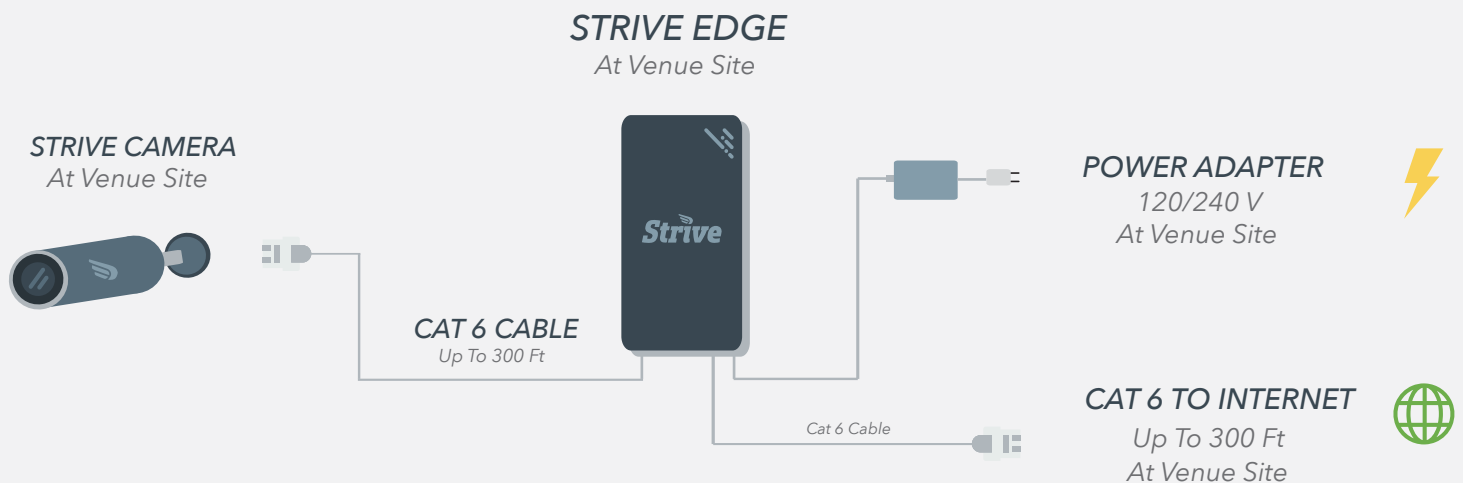 STRIVE EDGE
At Venue Site
STRIVE CAMERA
At Venue Site
Strive
POWER ADAPTER
120/240 V
At Venue Site
CAT 6 CABLE
Up To 300 Ft
Cat 6 Cable
CAT 6 TO INTERNET
Up To 300 Ft
At Venue Site